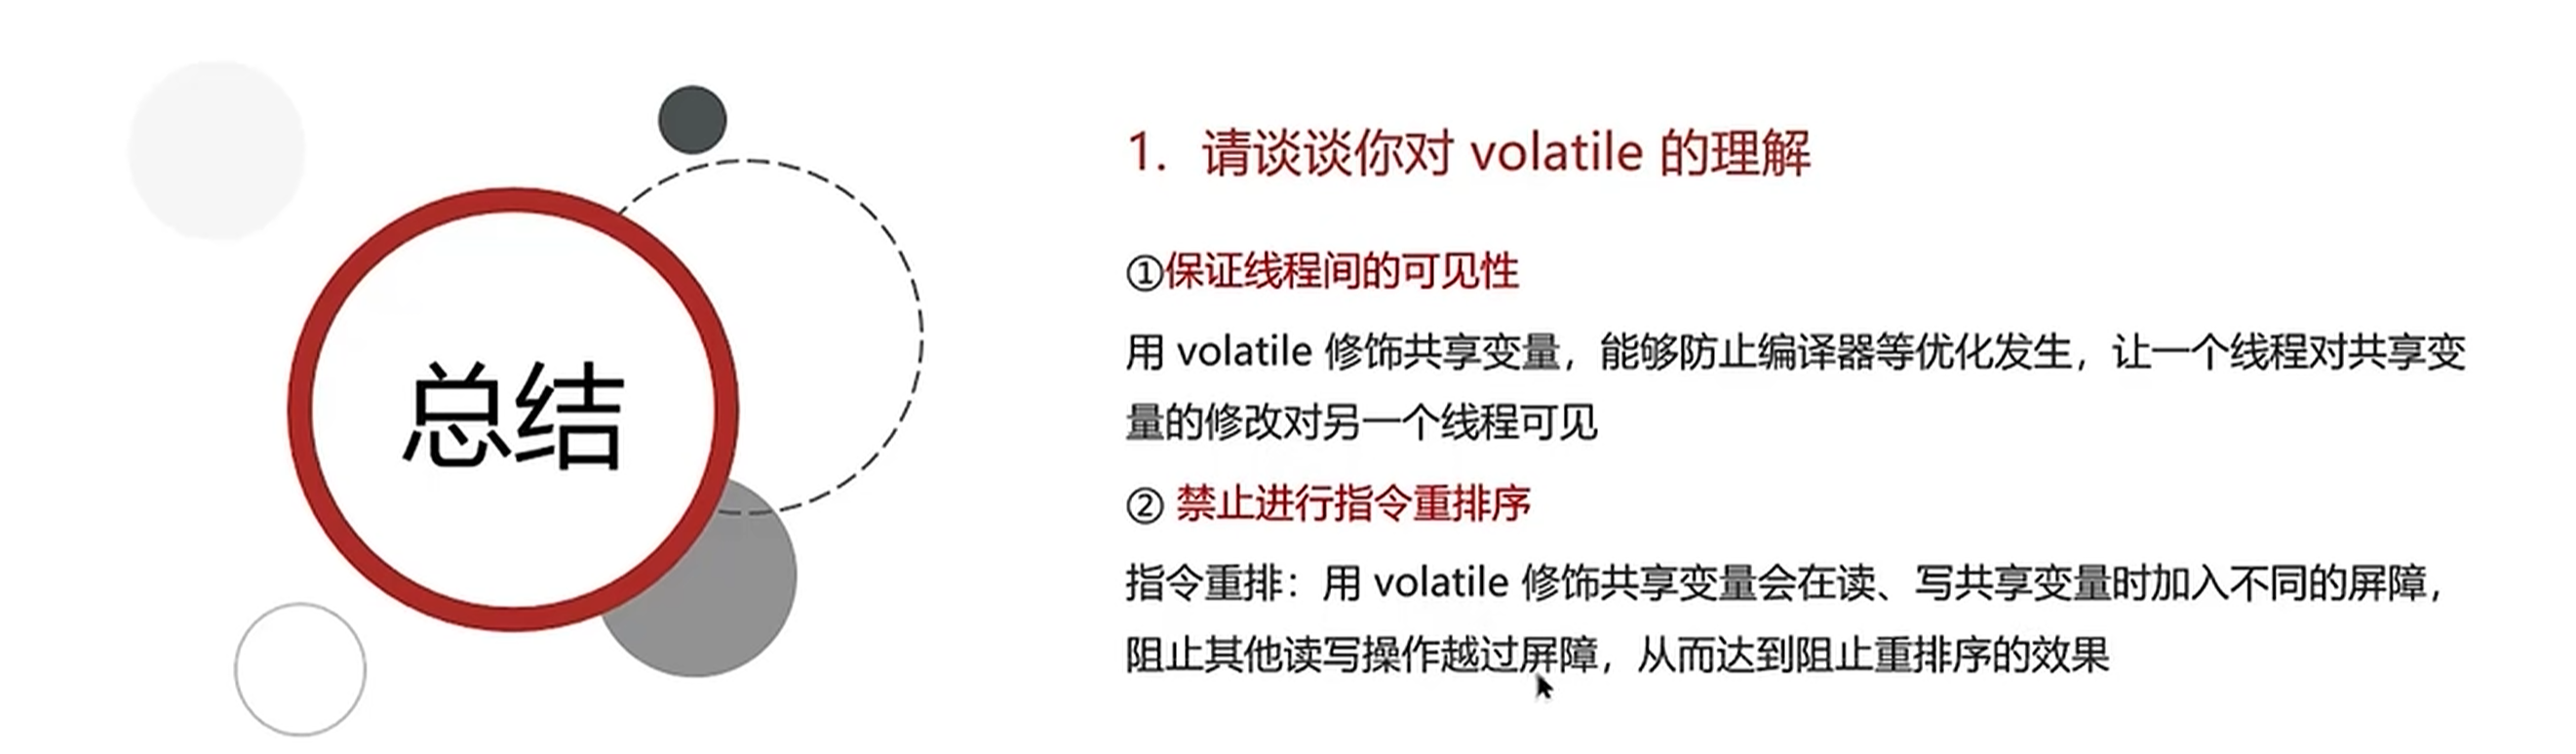 总结
1. 请谈谈你对 volatile 的理解
①保证线程间的可见性
用 volatile 修饰共享变量，能够防止编译器等优化发生，让一个线程对共享变
量的修改对另一个线程可见
② 禁止进行指令重排序
指令重排：用 volatile 修饰共享变量会在读、写共享变量时加入不同的屏障，
阻止其他读写操作越过屏障，从而达到阻止重排序的效果